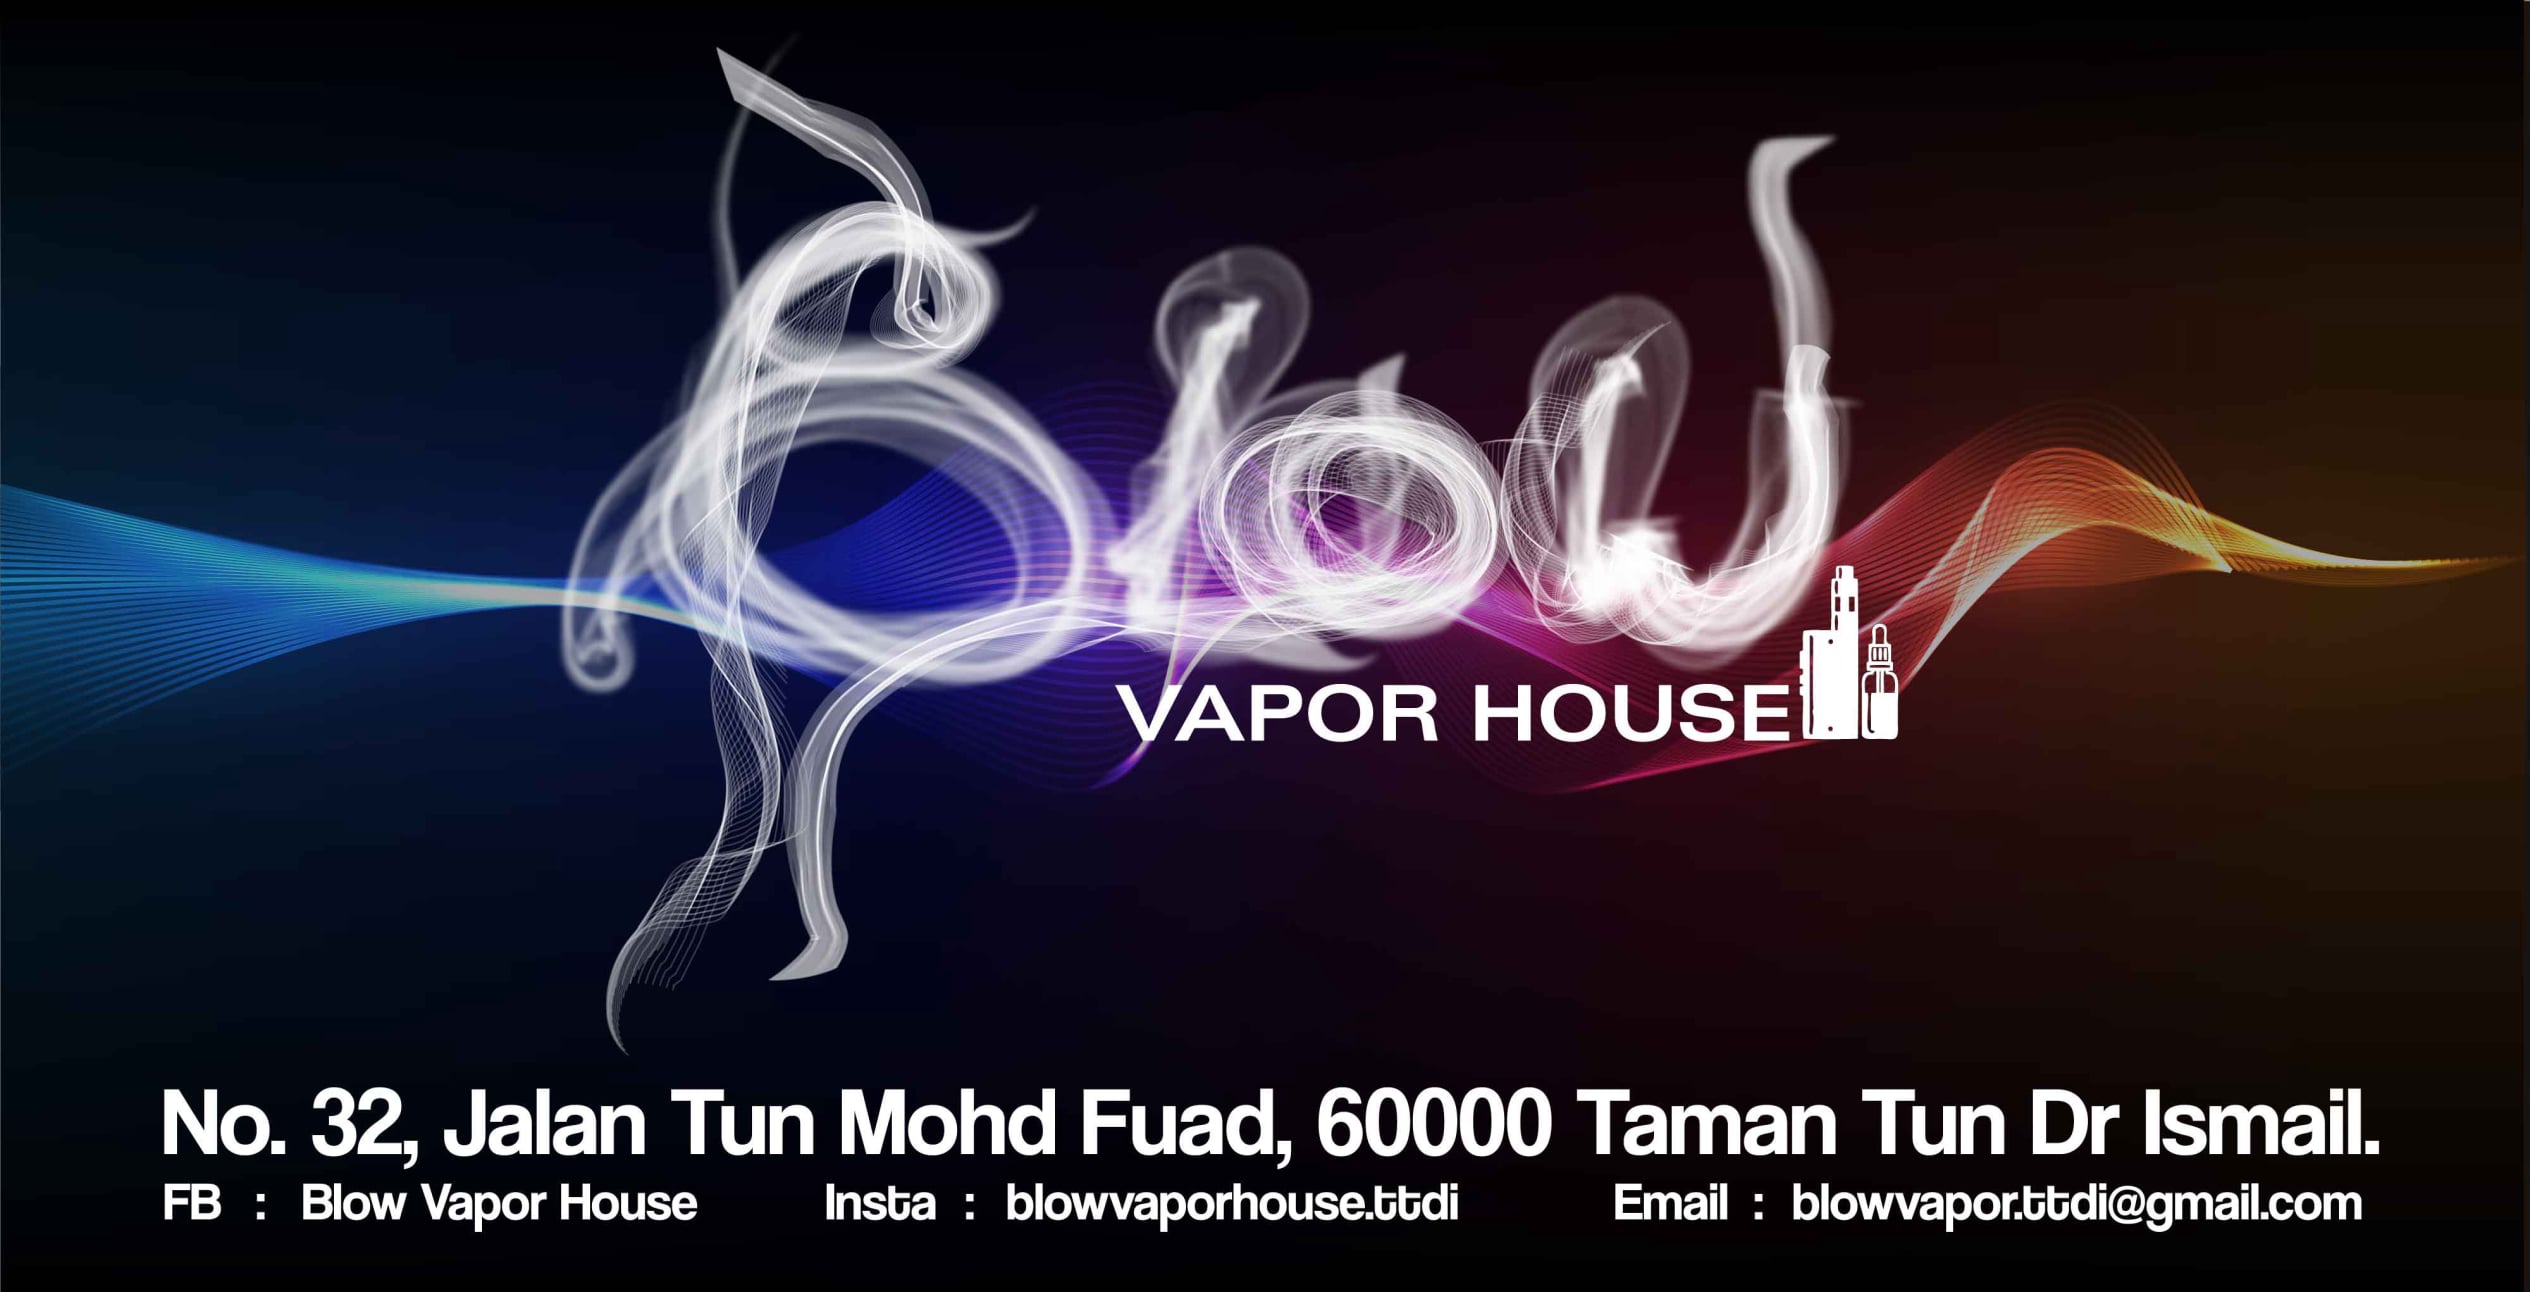 Blow
VAPOR HOUSE
No. 32, Jalan Tun Mohd Fuad, 60000 Taman Tun Dr Ismail.
FB : Blow Vapor House Insta : blowvaporhouse.ttdi Email : blowvapor.ttdi@gmail.com